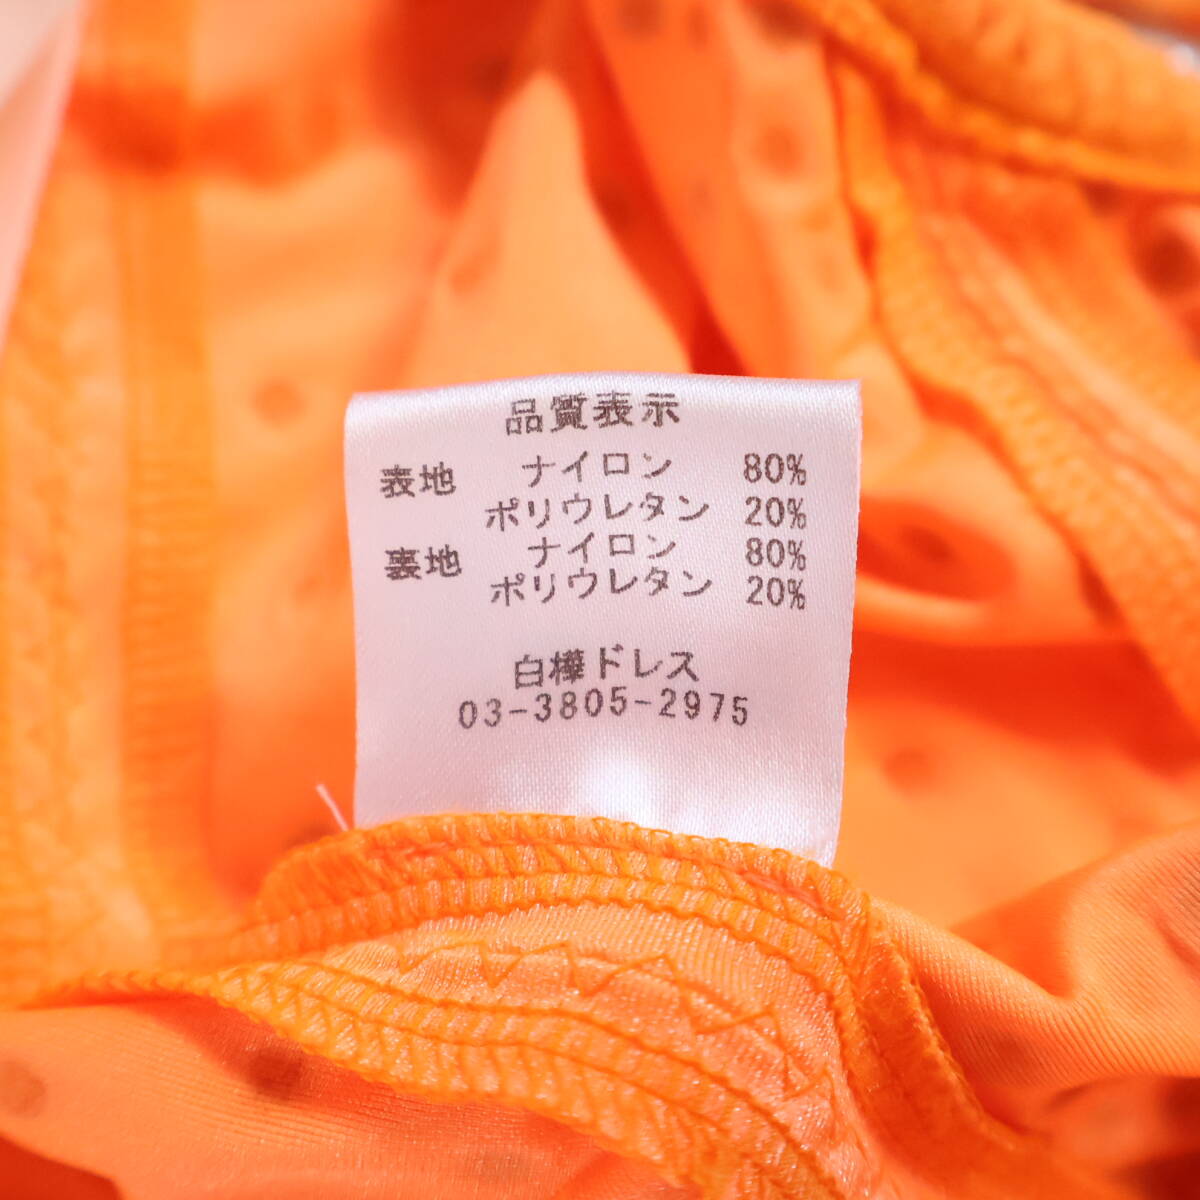 品質表示
表地 ナイロン 80%
ポリウレタン 20%
裏地 ナイロン 80%
ポリウレタン 20%
白樺ドレス
03-3805-2975